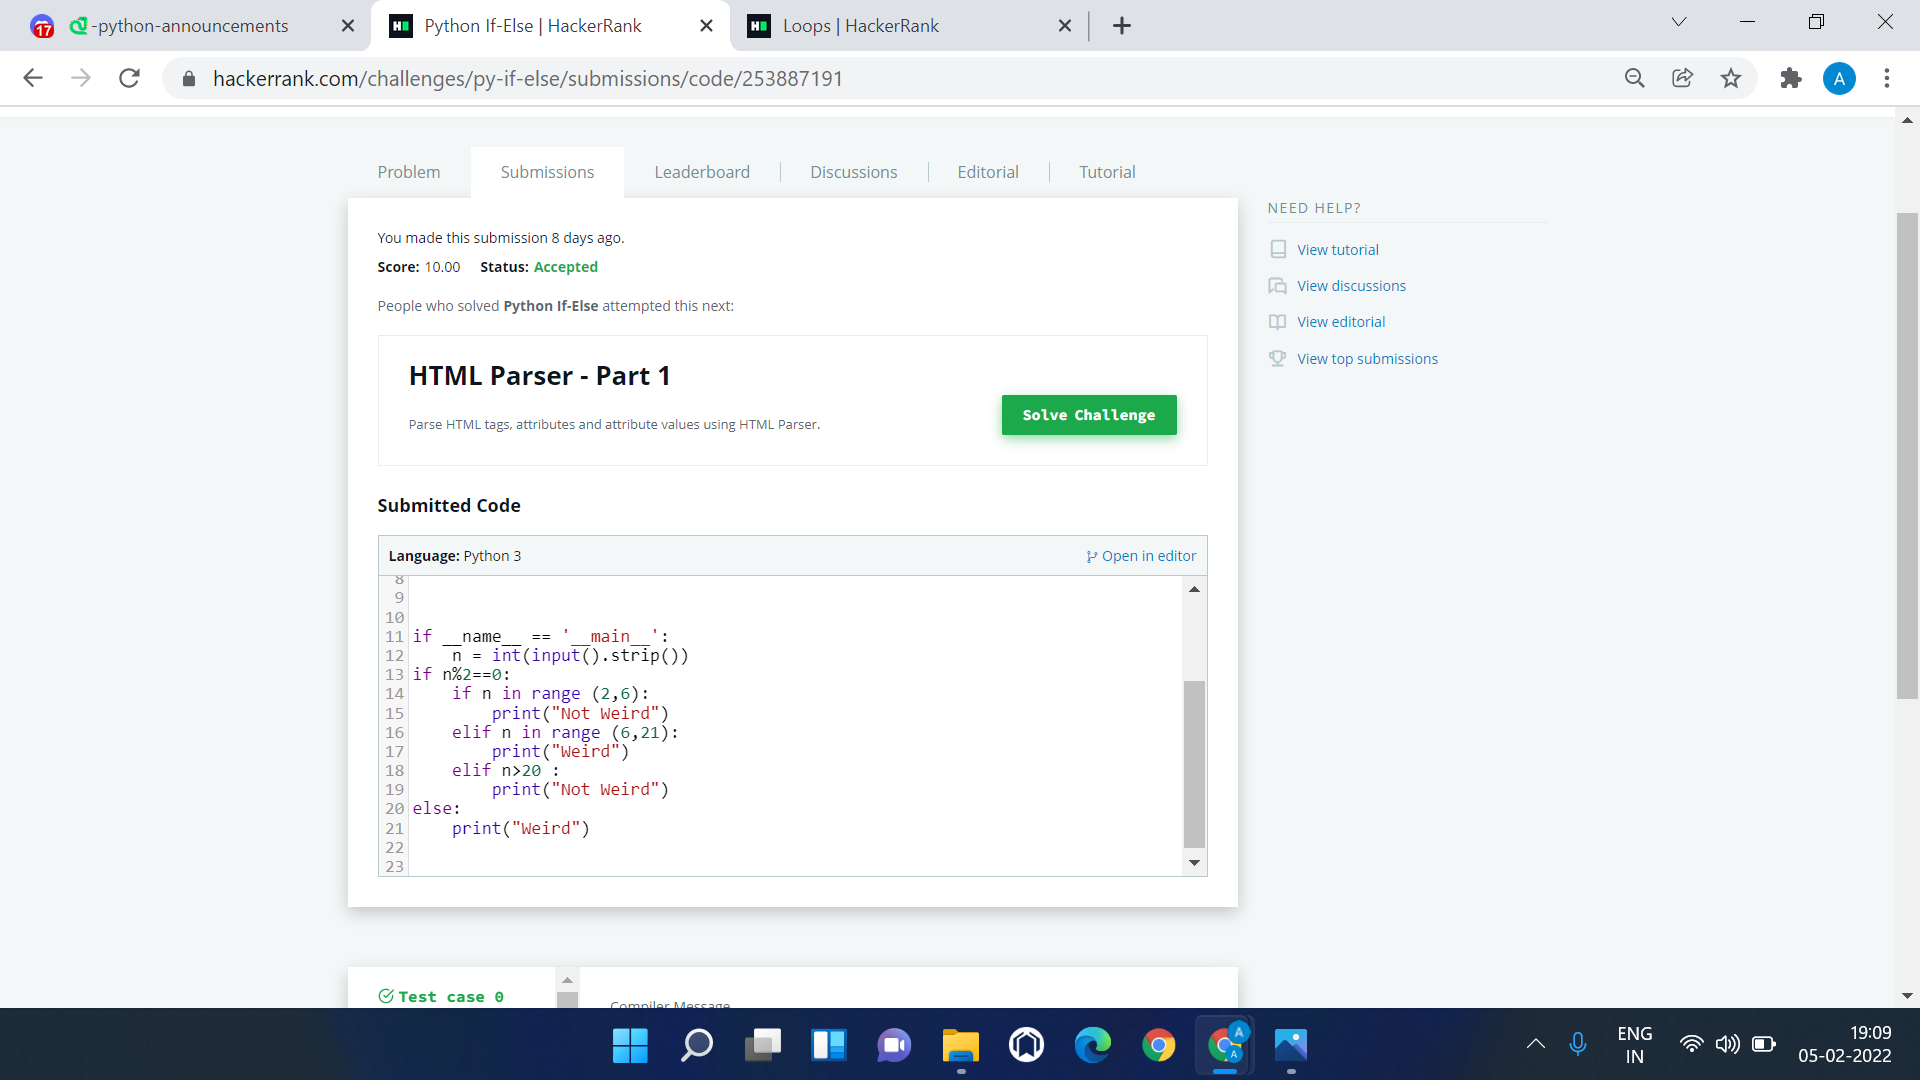 17 -python-announcements
Python If-Else | HackerRank
Loops | HackerRank
hackerrank.com/challenges/py-if-else/submissions/code/253887191
A
Problem
Submissions
Leaderboard
Discussions
Editorial
Tutorial
You made this submission 8 days ago.
Score: 10.00 Status: Accepted
People who solved Python If-Else attempted this next:
HTML Parser - Part 1
Parse HTML tags, attributes and attribute values using HTML Parser.
Solve Challenge
Submitted Code
Language: Python 3
Open in editor
8
9
10
11 if __name__ == '__main__':
12     n = int(input().strip())
13 if n%2==0:
14     if n in range (2,6):
15         print("Not Weird")
16     elif n in range (6,21):
17         print("Weird")
18     elif n>20 :
19         print("Not Weird")
20 else:
21     print("Weird")
22
23
NEED HELP?
View tutorial
View discussions
View editorial
View top submissions
Test case 0
Compiler Message
A
A
ENG
IN
19:09
05-02-2022